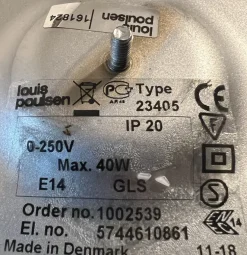 louis
poulsen
161824
louis
poulsen
Type
23405
IP 20
0-250V
Max. 40W
E14 GLS
Order no. 1002539
El. no. 5744610861
Made in Denmark 11-18